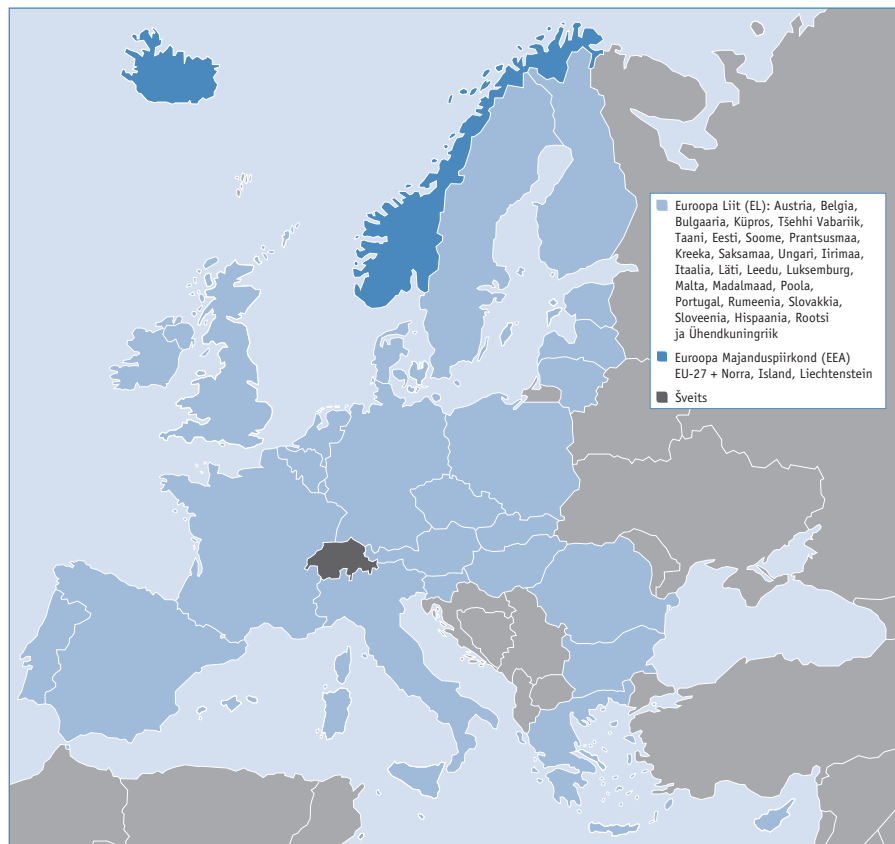 Euroopa Liit (EL): Austria, Belgia,
Bulgaaria, Küpros, Tšehhi Vabariik,
Taani, Eesti, Soome, Prantsusmaa,
Kreeka, Saksamaa, Ungari, Iirimaa,
Itaalia, Läti, Leedu, Luksemburg,
Malta, Madalmaad, Poola,
Portugal, Rumeenia, Slovakkia,
Sloveenia, Hispaania, Rootsi
ja Ühendkuningriik
Euroopa Majanduspiirkond (EEA)
EU-27 + Norra, Island, Liechtenstein
Šveits